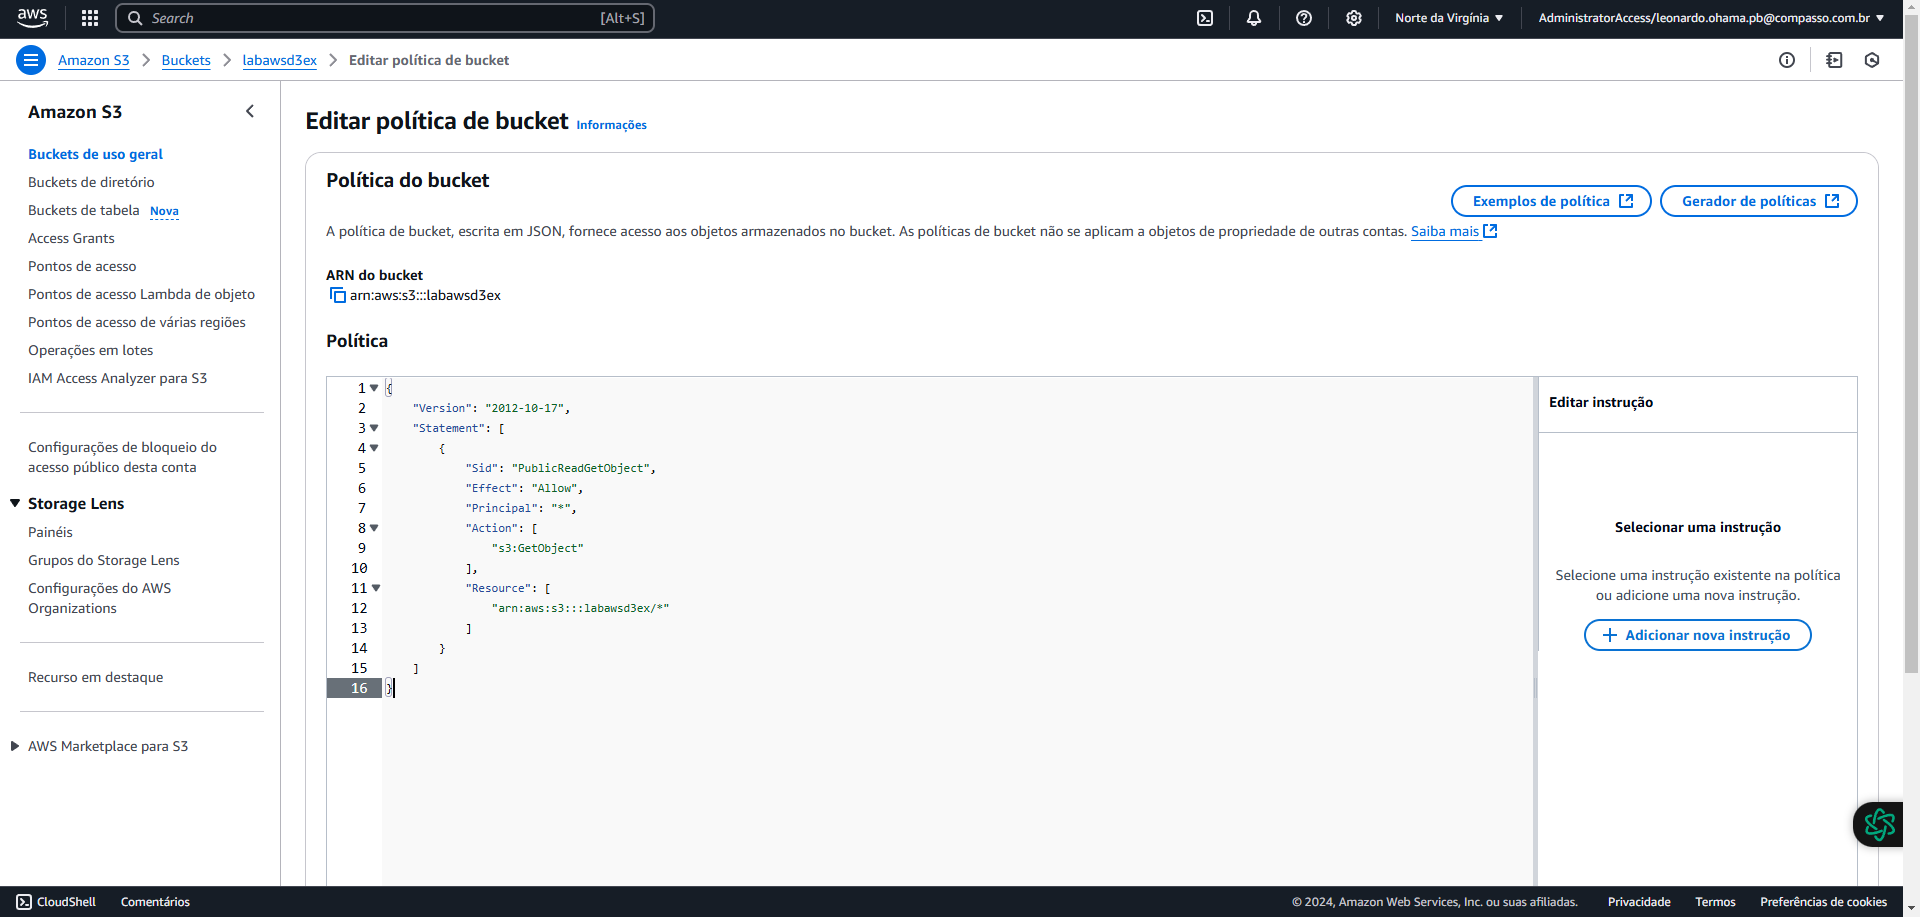 aws
Search [Alt+S]
Norte da Virgínia
AdministratorAccess/leonardo.ohama.pb@compasso.com.br
Amazon S3
Buckets
labawsd3ex
Editar política de bucket
Amazon S3
Buckets de uso geral
Buckets de diretório
Buckets de tabela Nova
Access Grants
Pontos de acesso
Pontos de acesso Lambda de objeto
Pontos de acesso de várias regiões
Operações em lotes
IAM Access Analyzer para S3
Configurações de bloqueio do
acesso público desta conta
Storage Lens
Painéis
Grupos do Storage Lens
Configurações do AWS
Organizations
Recurso em destaque
AWS Marketplace para S3
Editar política de bucket Informações
Política do bucket
Exemplos de política
Gerador de políticas
A política de bucket, escrita em JSON, fornece acesso aos objetos armazenados no bucket. As políticas de bucket não se aplicam a objetos de propriedade de outras contas. Saiba mais
ARN do bucket
arn:aws:s3:::labawsd3ex
Política
1 {
2 "Version": "2012-10-17",
3 "Statement": [
4 {
5 "Sid": "PublicReadGetObject",
6 "Effect": "Allow",
7 "Principal": "*",
8 "Action": [
9 "s3:GetObject"
10 ],
11 "Resource": [
12 "arn:aws:s3:::labawsd3ex/*"
13 ]
14 }
15 ]
16 }
Editar instrução
Selecionar uma instrução
Selecione uma instrução existente na política
ou adicione uma nova instrução.
Adicionar nova instrução
CloudShell
Comentários
© 2024, Amazon Web Services, Inc. ou suas afiliadas.
Privacidade
Termos
Preferências de cookies